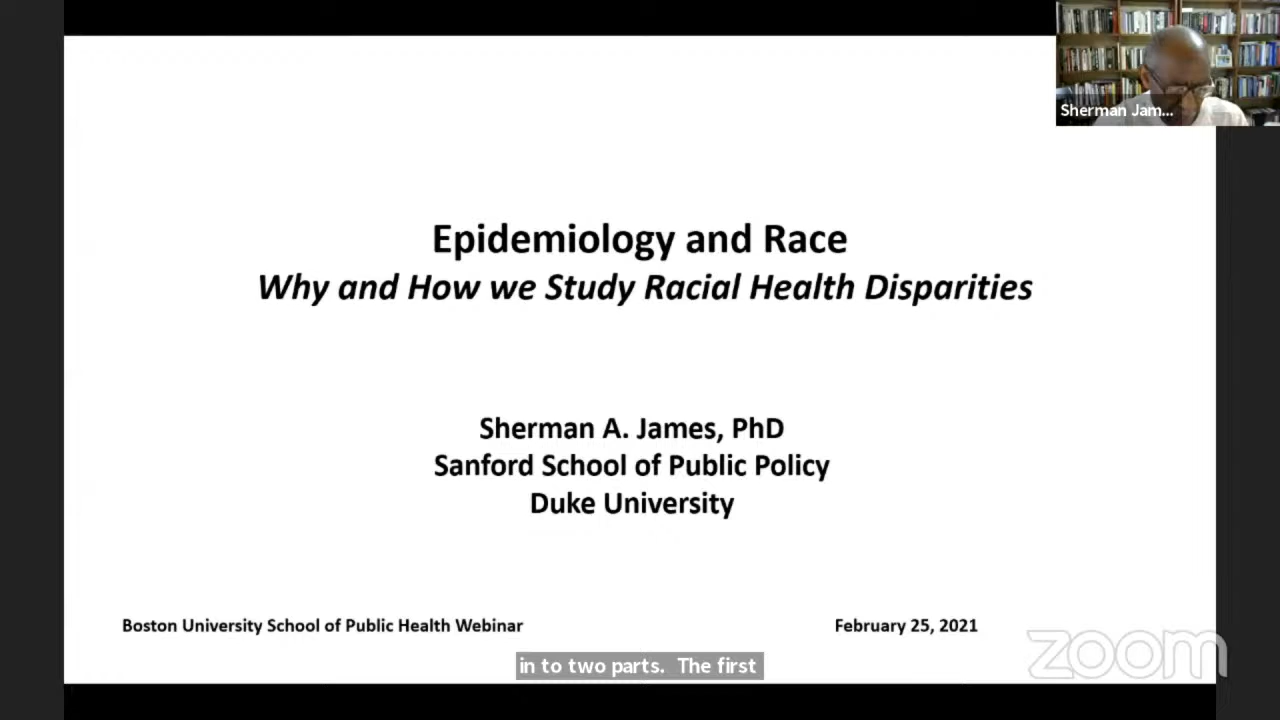 Sherman Jam...
Epidemiology and Race
Why and How we Study Racial Health Disparities
Sherman A. James, PhD
Sanford School of Public Policy
Duke University
Boston University School of Public Health Webinar
February 25, 2021
zoom
in to two parts. The first